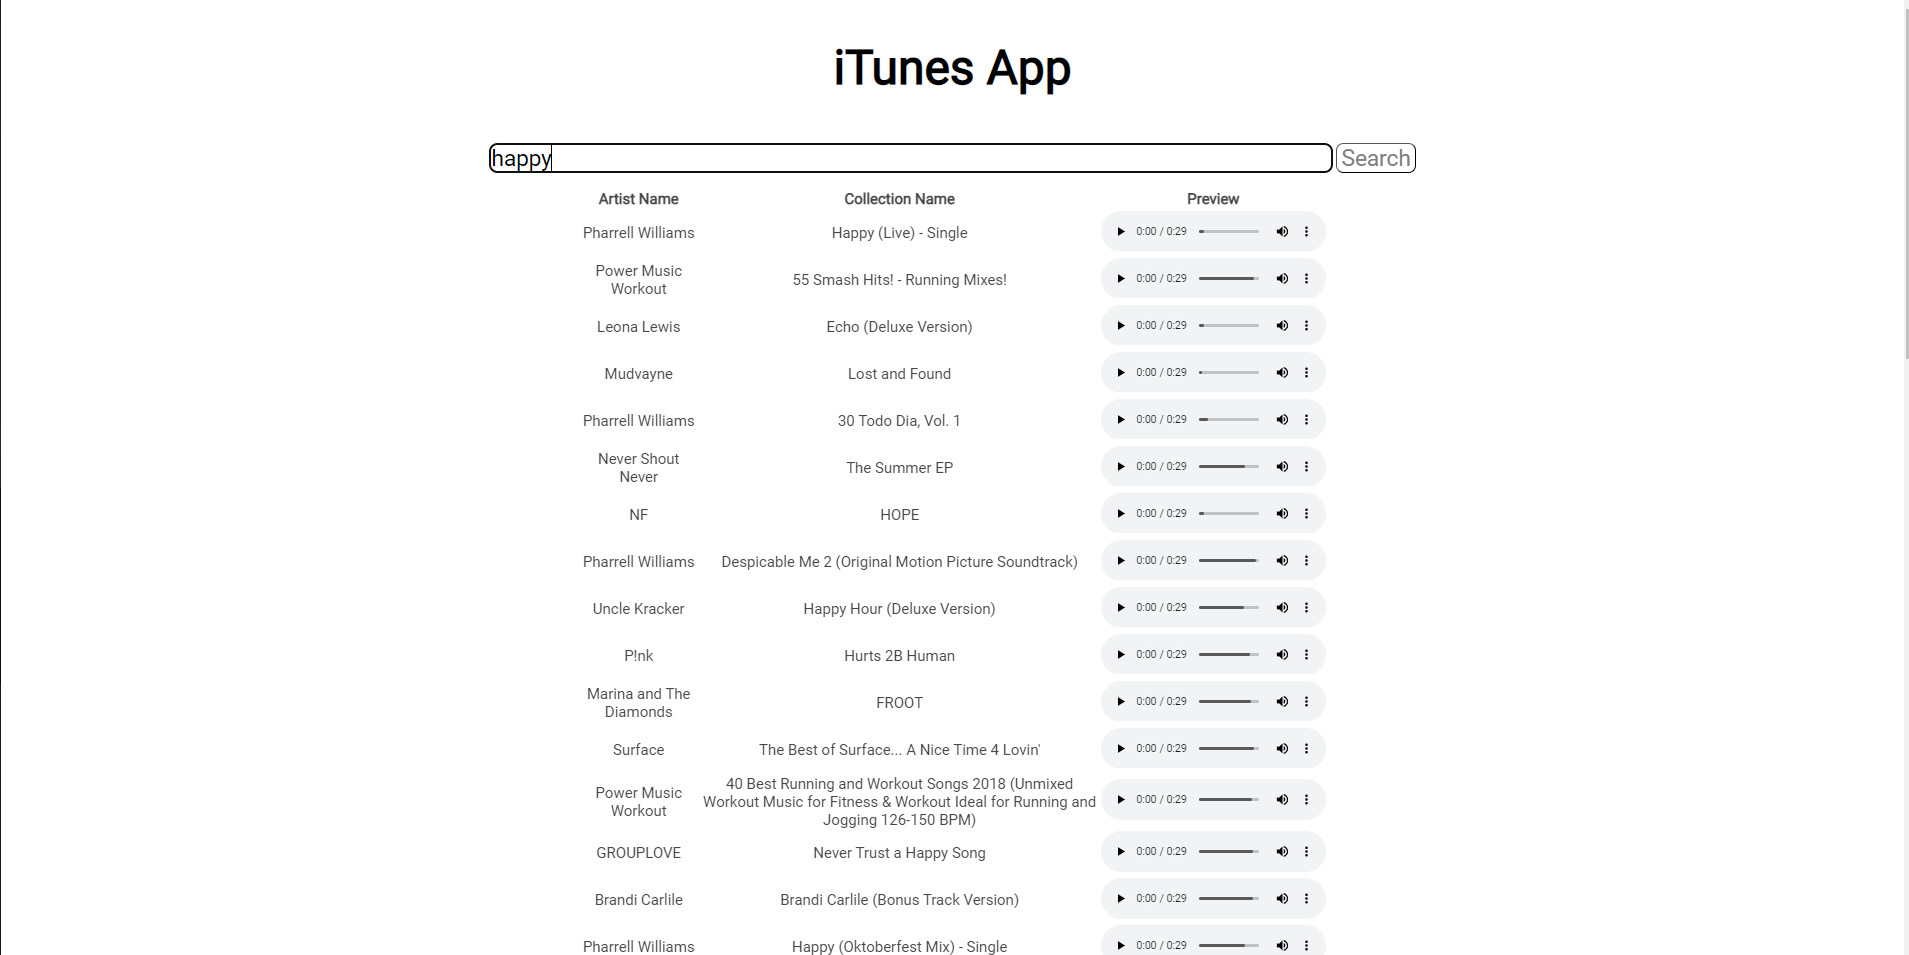 iTunes App
happy Search
Artist Name Collection Name Preview
Pharrell Williams Happy (Live) - Single 0:00 / 0:29
Power Music
Workout 55 Smash Hits! - Running Mixes! 0:00 / 0:29
Leona Lewis Echo (Deluxe Version) 0:00 / 0:29
Mudvayne Lost and Found 0:00 / 0:29
Pharrell Williams 30 Todo Dia, Vol. 1 0:00 / 0:29
Never Shout
Never The Summer EP 0:00 / 0:29
NF HOPE 0:00 / 0:29
Pharrell Williams Despicable Me 2 (Original Motion Picture Soundtrack) 0:00 / 0:29
Uncle Kracker Happy Hour (Deluxe Version) 0:00 / 0:29
P!nk Hurts 2B Human 0:00 / 0:29
Marina and The
Diamonds FROOT 0:00 / 0:29
Surface The Best of Surface... A Nice Time 4 Lovin' 0:00 / 0:29
Power Music
Workout 40 Best Running and Workout Songs 2018 (Unmixed
Workout Music for Fitness & Workout Ideal for Running and
Jogging 126-150 BPM) 0:00 / 0:29
GROUPLOVE Never Trust a Happy Song 0:00 / 0:29
Brandi Carlile Brandi Carlile (Bonus Track Version) 0:00 / 0:29
Pharrell Williams Happy (Oktoberfest Mix) - Single 0:00 / 0:29